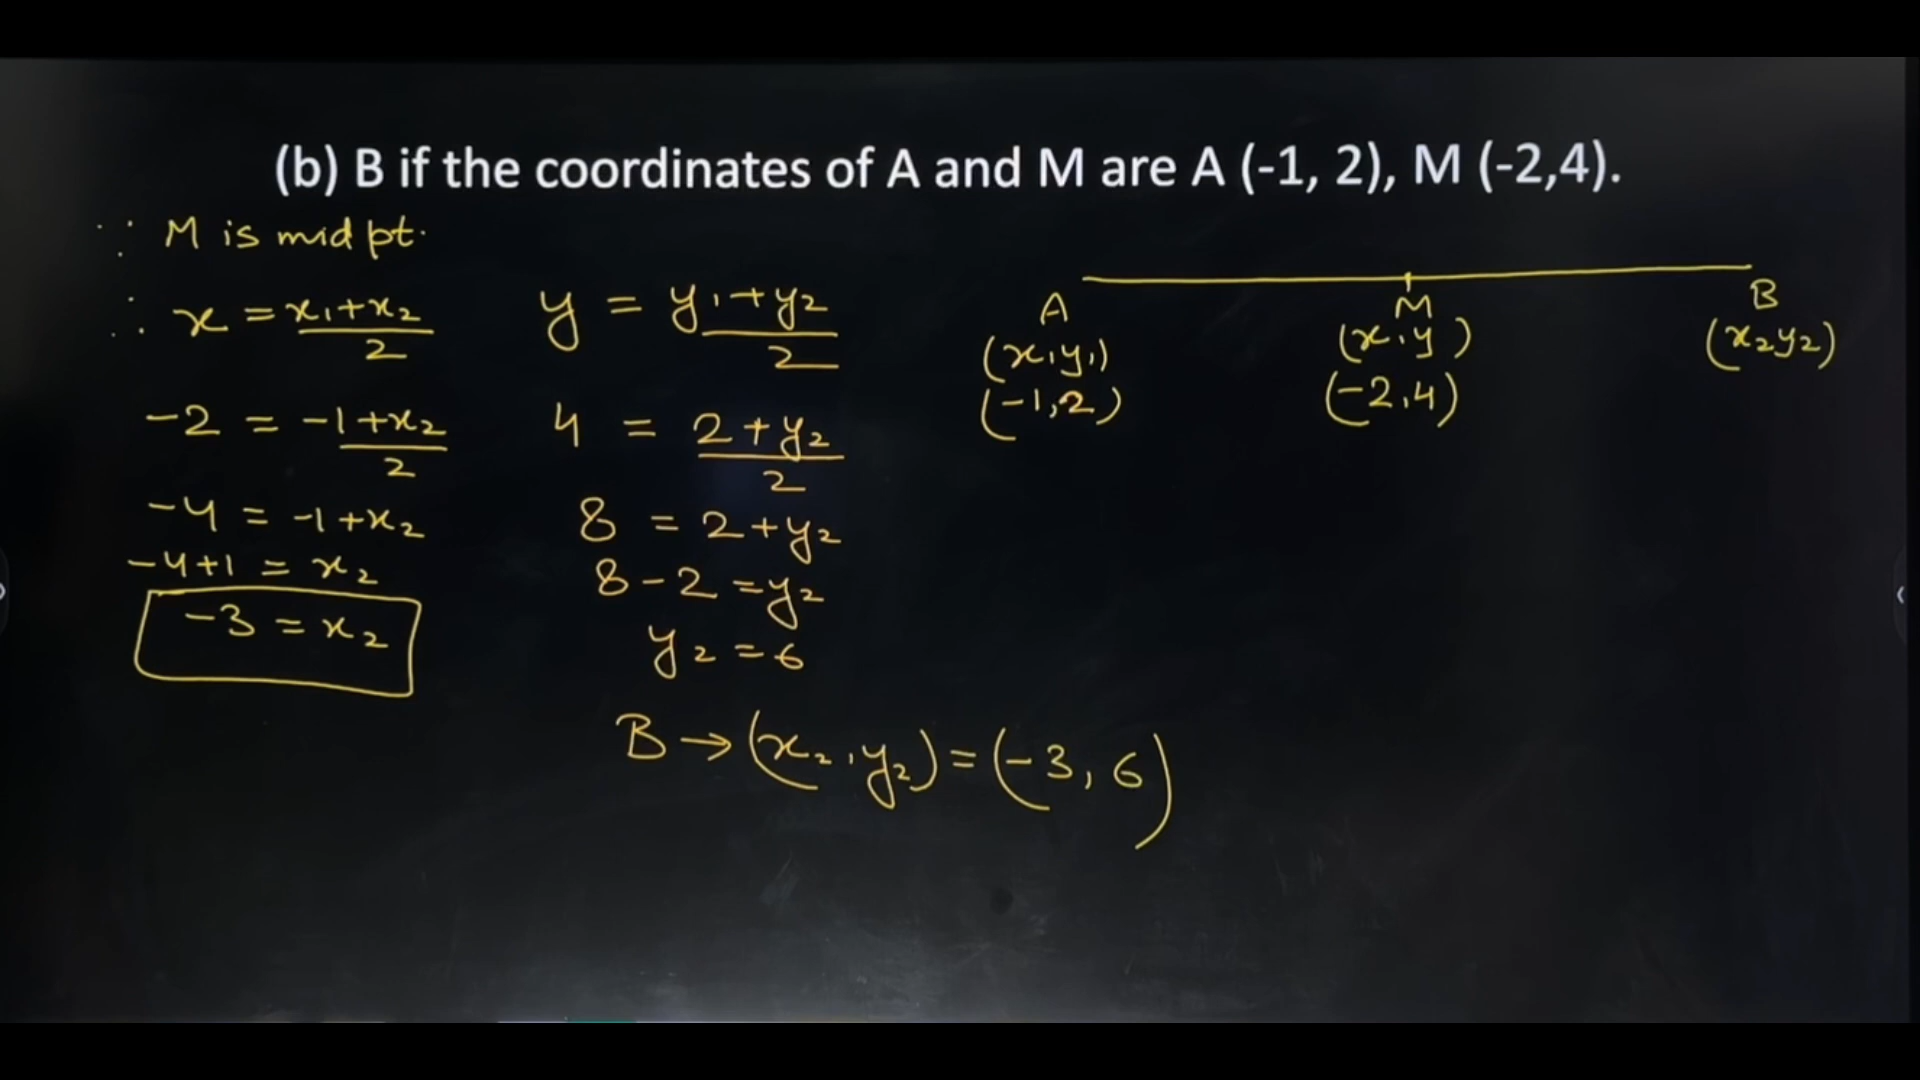 (b) B if the coordinates of A and M are A (-1, 2), M (-2,4).
∵ M is mid pt.
∴ x = x₁+x₂/2
-2 = -1+x₂/2
-4 = -1+x₂
-4+1 = x₂
-3 = x₂
y = y₁+y₂/2
4 = 2+y₂/2
8 = 2+y₂
8-2 = y₂
y₂ = 6
B → (x₂,y₂) = (-3, 6)
A M B
(x₁y₁) (x,y) (x₂y₂)
(-1,2) (-2,4)